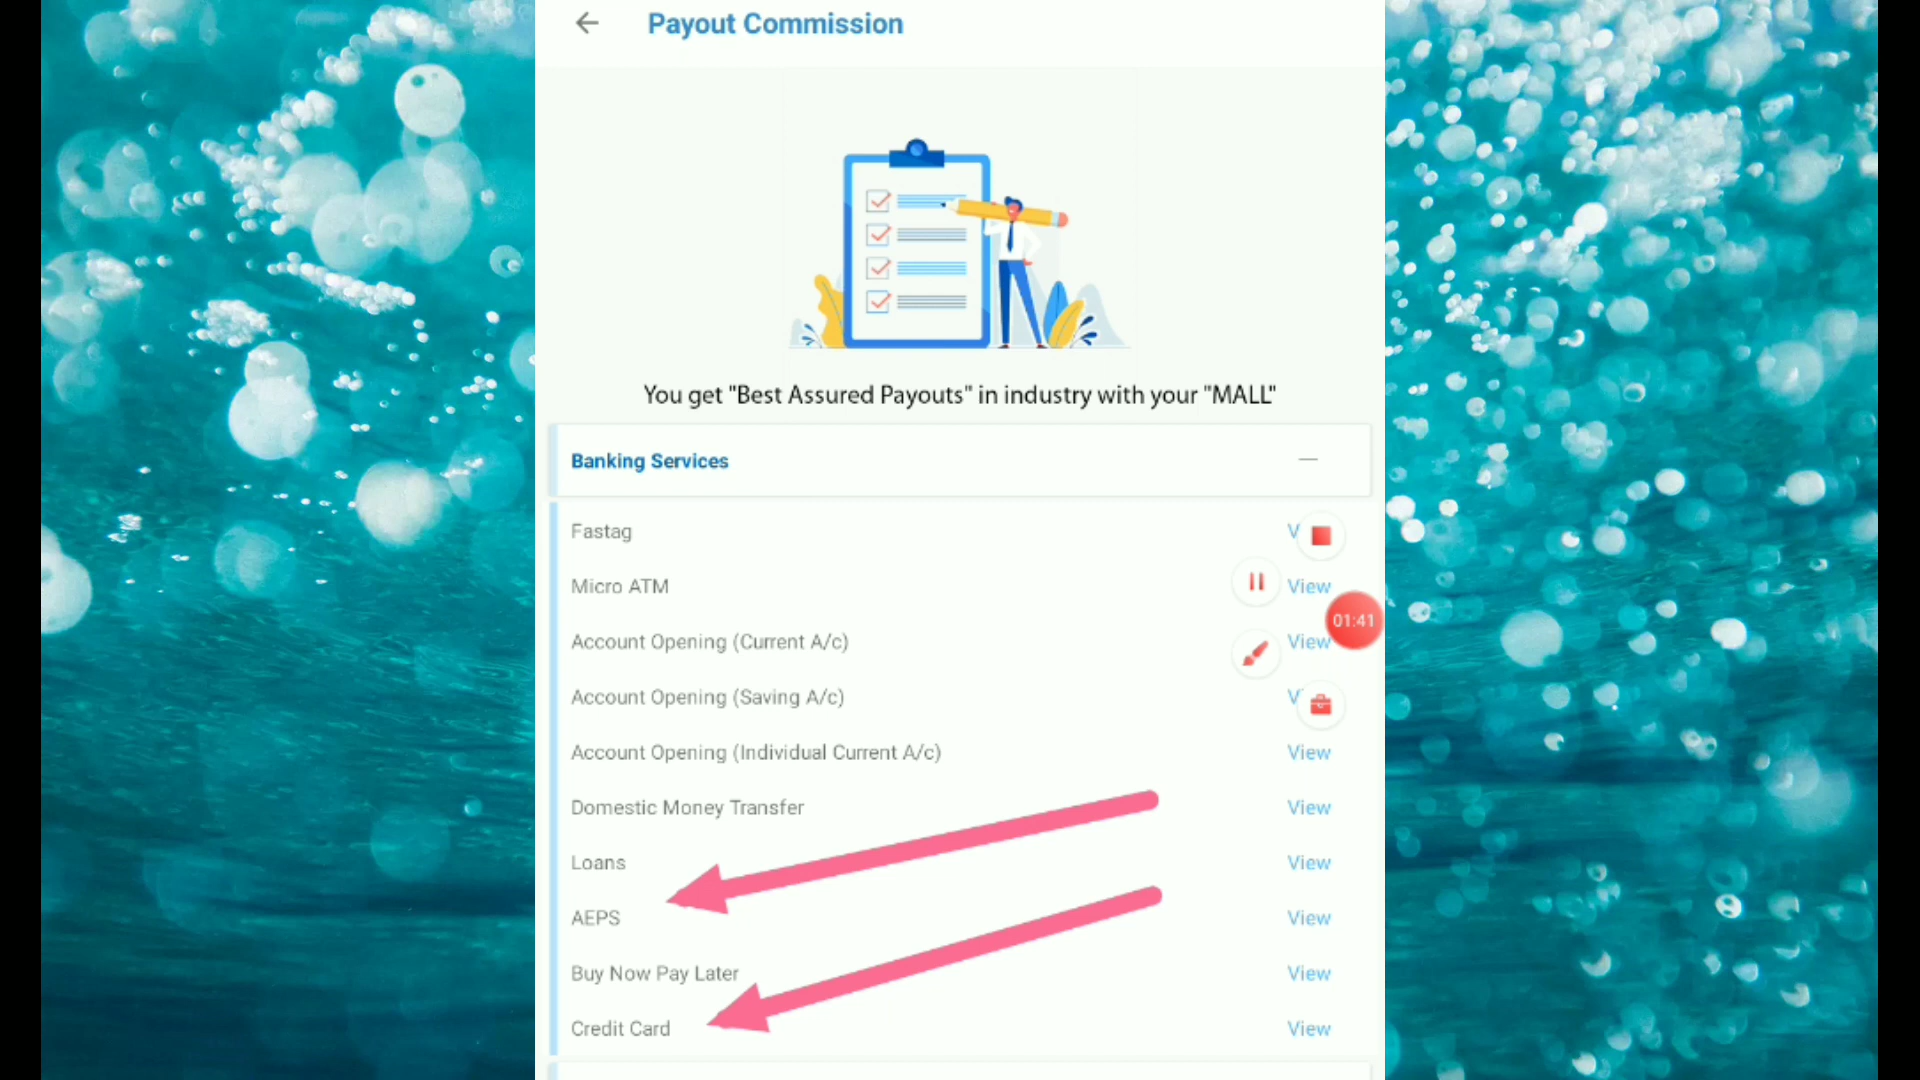 Payout Commission
You get "Best Assured Payouts" in industry with your "MALL"
Banking Services
Fastag
Micro ATM View
01:41
Account Opening (Current A/c) View
Account Opening (Saving A/c)
Account Opening (Individual Current A/c) View
Domestic Money Transfer View
Loans View
AEPS View
Buy Now Pay Later View
Credit Card View